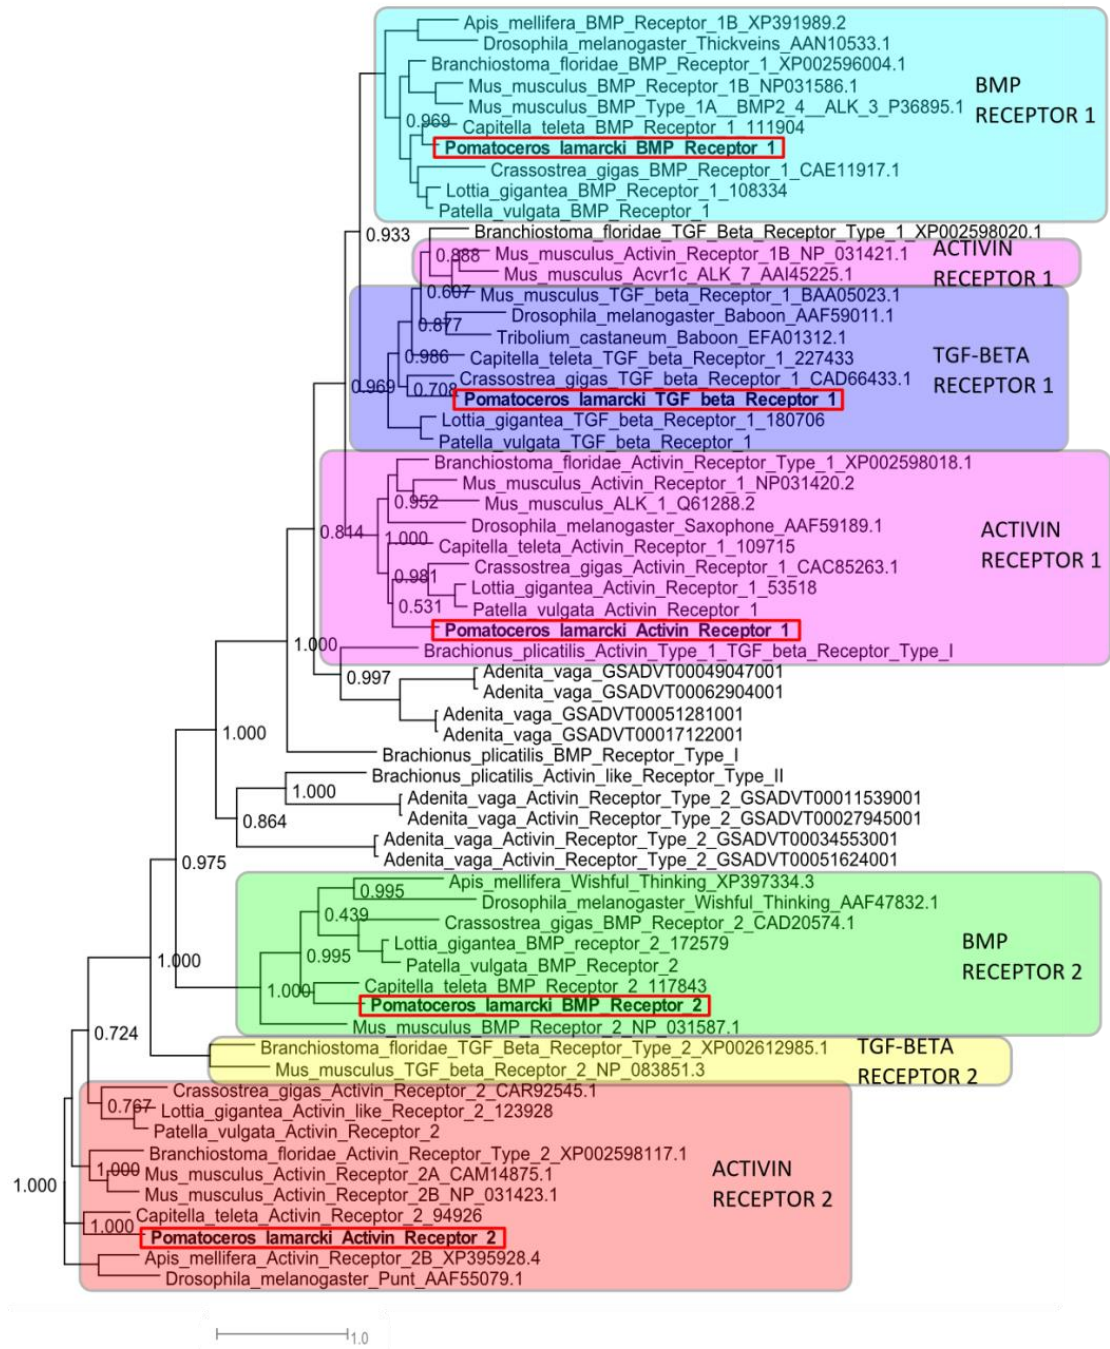 Apis_mellifera_BMP_Receptor_1B_XP391989.2
Drosophila_melanogaster_Thickveins_AAN10533.1
Branchiostoma_floridae_BMP_Receptor_1_XP002596004.1
Mus_musculus_BMP_Receptor_1B_NP031586.1
BMP
RECEPTOR 1
Mus_musculus_BMP_Type_1A__BMP2_4__ALK_3_P36895.1
0.969
Capitella_teleta_BMP_Receptor_1_111904
Pomatoceros_lamarcki_BMP_Receptor_1
Crassostrea_gigas_BMP_Receptor_1_CAE11917.1
Lottia_gigantea_BMP_Receptor_1_108334
Patella_vulgata_BMP_Receptor_1
0.933
Branchiostoma_floridae_TGF_Beta_Receptor_Type_1_XP002598020.1
0.888
Mus_musculus_Activin_Receptor_1B_NP_031421.1
ACTIVIN
RECEPTOR 1
Mus_musculus_Acvr1c_ALK_7_AAI45225.1
0.607
Mus_musculus_TGF_beta_Receptor_1_BAA05023.1
Drosophila_melanogaster_Baboon_AAF59011.1
0.877
Tribolium_castaneum_Baboon_EFA01312.1
0.986
Capitella_teleta_TGF_beta_Receptor_1_227433
TGF-BETA
RECEPTOR 1
Crassostrea_gigas_TGF_beta_Receptor_1_CAD66433.1
0.969
0.708
Pomatoceros_lamarcki_TGF_beta_Receptor_1
Lottia_gigantea_TGF_beta_Receptor_1_180706
Patella_vulgata_TGF_beta_Receptor_1
Branchiostoma_floridae_Activin_Receptor_Type_1_XP002598018.1
Mus_musculus_Activin_Receptor_1_NP031420.2
0.952
Mus_musculus_ALK_1_Q61288.2
Drosophila_melanogaster_Saxophone_AAF59189.1
0.844
1.000
Capitella_teleta_Activin_Receptor_1_109715
ACTIVIN
RECEPTOR 1
Crassostrea_gigas_Activin_Receptor_1_CAC85263.1
0.981
Lottia_gigantea_Activin_Receptor_1_53518
0.531
Patella_vulgata_Activin_Receptor_1
Pomatoceros_lamarcki_Activin_Receptor_1
1.000
Brachionus_plicatilis_Activin_Type_1_TGF_beta_Receptor_Type_I
0.997
Adenita_vaga_GSADVT00049047001
Adenita_vaga_GSADVT00062904001
Adenita_vaga_GSADVT00051281001
Adenita_vaga_GSADVT00017122001
1.000
Brachionus_plicatilis_BMP_Receptor_Type_I
Brachionus_plicatilis_Activin_like_Receptor_Type_II
1.000
Adenita_vaga_Activin_Receptor_Type_2_GSADVT00011539001
Adenita_vaga_Activin_Receptor_Type_2_GSADVT00027945001
0.864
Adenita_vaga_Activin_Receptor_Type_2_GSADVT00034553001
Adenita_vaga_Activin_Receptor_Type_2_GSADVT00051624001
0.975
Apis_mellifera_Wishful_Thinking_XP397334.3
0.995
Drosophila_melanogaster_Wishful_Thinking_AAF47832.1
0.439
Crassostrea_gigas_BMP_Receptor_2_CAD20574.1
Lottia_gigantea_BMP_receptor_2_172579
BMP
RECEPTOR 2
0.995
Patella_vulgata_BMP_Receptor_2
1.000
Capitella_teleta_BMP_Receptor_2_117843
1.000
Pomatoceros_lamarcki_BMP_Receptor_2
Mus_musculus_BMP_Receptor_2_NP_031587.1
0.724
Branchiostoma_floridae_TGF_Beta_Receptor_Type_2_XP002612985.1
TGF-BETA
RECEPTOR 2
Mus_musculus_TGF_beta_Receptor_2_NP_083851.3
Crassostrea_gigas_Activin_Receptor_2_CAR92545.1
0.767
Lottia_gigantea_Activin_like_Receptor_2_123928
Patella_vulgata_Activin_Receptor_2
Branchiostoma_floridae_Activin_Receptor_Type_2_XP002598117.1
1.000
Mus_musculus_Activin_Receptor_2A_CAM14875.1
ACTIVIN
RECEPTOR 2
1.000
Mus_musculus_Activin_Receptor_2B_NP_031423.1
Capitella_teleta_Activin_Receptor_2_94926
1.000
Pomatoceros_lamarcki_Activin_Receptor_2
Apis_mellifera_Activin_Receptor_2B_XP395928.4
Drosophila_melanogaster_Punt_AAF55079.1
1.0